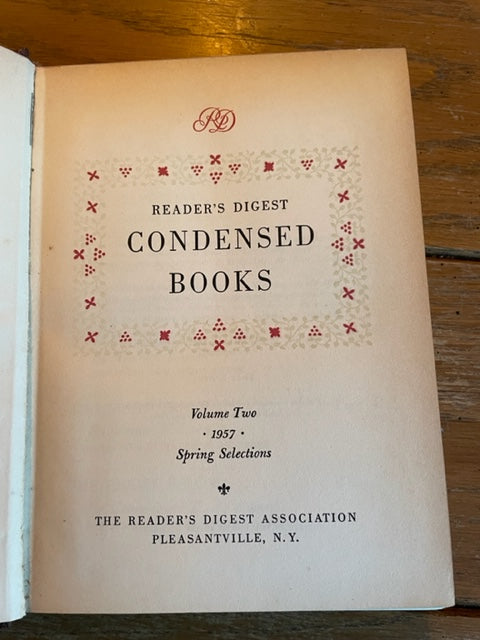 RD
READER'S DIGEST
CONDENSED
BOOKS
Volume Two
· 1957 ·
Spring Selections
THE READER'S DIGEST ASSOCIATION
PLEASANTVILLE, N.Y.